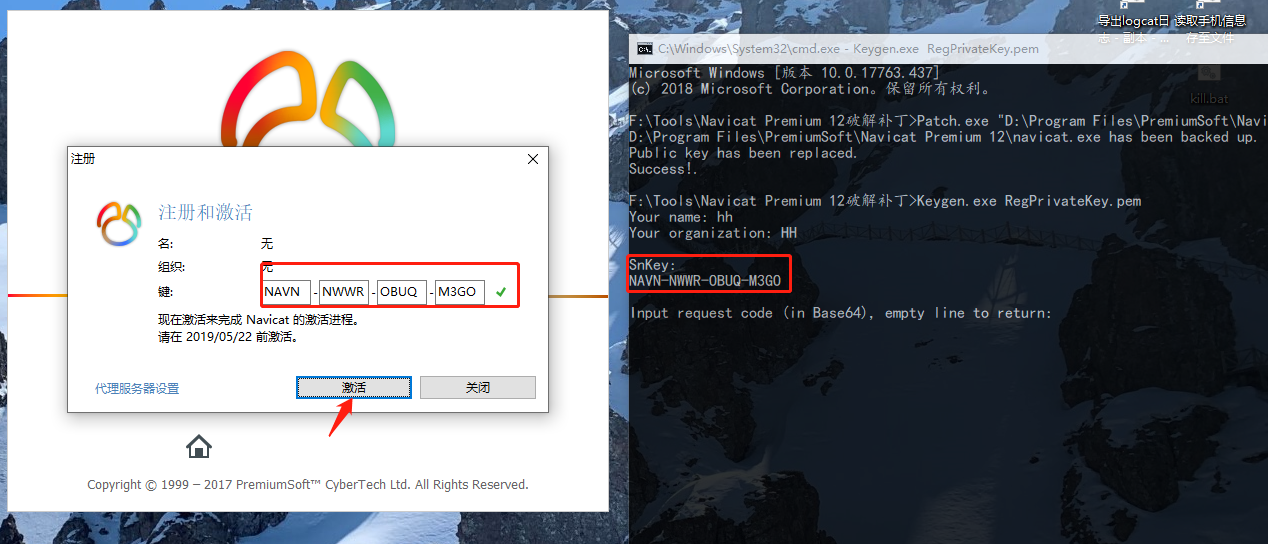 注册
注册和激活
名: 无
组织: 无
键: NAVN - NWWR - OBUQ - M3GO
现在激活来完成 Navicat 的激活进程。
请在 2019/05/22 前激活。
代理服务器设置
激活
关闭
Copyright © 1999 – 2017 PremiumSoft™ CyberTech Ltd. All Rights Reserved.
导出logcat日 读取手机信息
志 - 副本 - ... 存至文件
kill.bat
C:\Windows\System32\cmd.exe - Keygen.exe RegPrivateKey.pem
Microsoft Windows [版本 10.0.17763.437]
(c) 2018 Microsoft Corporation。保留所有权利。
F:\Tools\Navicat Premium 12破解补丁>Patch.exe "D:\Program Files\PremiumSoft\Navi
D:\Program Files\PremiumSoft\Navicat Premium 12\navicat.exe has been backed up.
Public key has been replaced.
Success!.
F:\Tools\Navicat Premium 12破解补丁>Keygen.exe RegPrivateKey.pem
Your name: hh
Your organization: HH
SnKey:
NAVN-NWWR-OBUQ-M3GO
Input request code (in Base64), empty line to return: